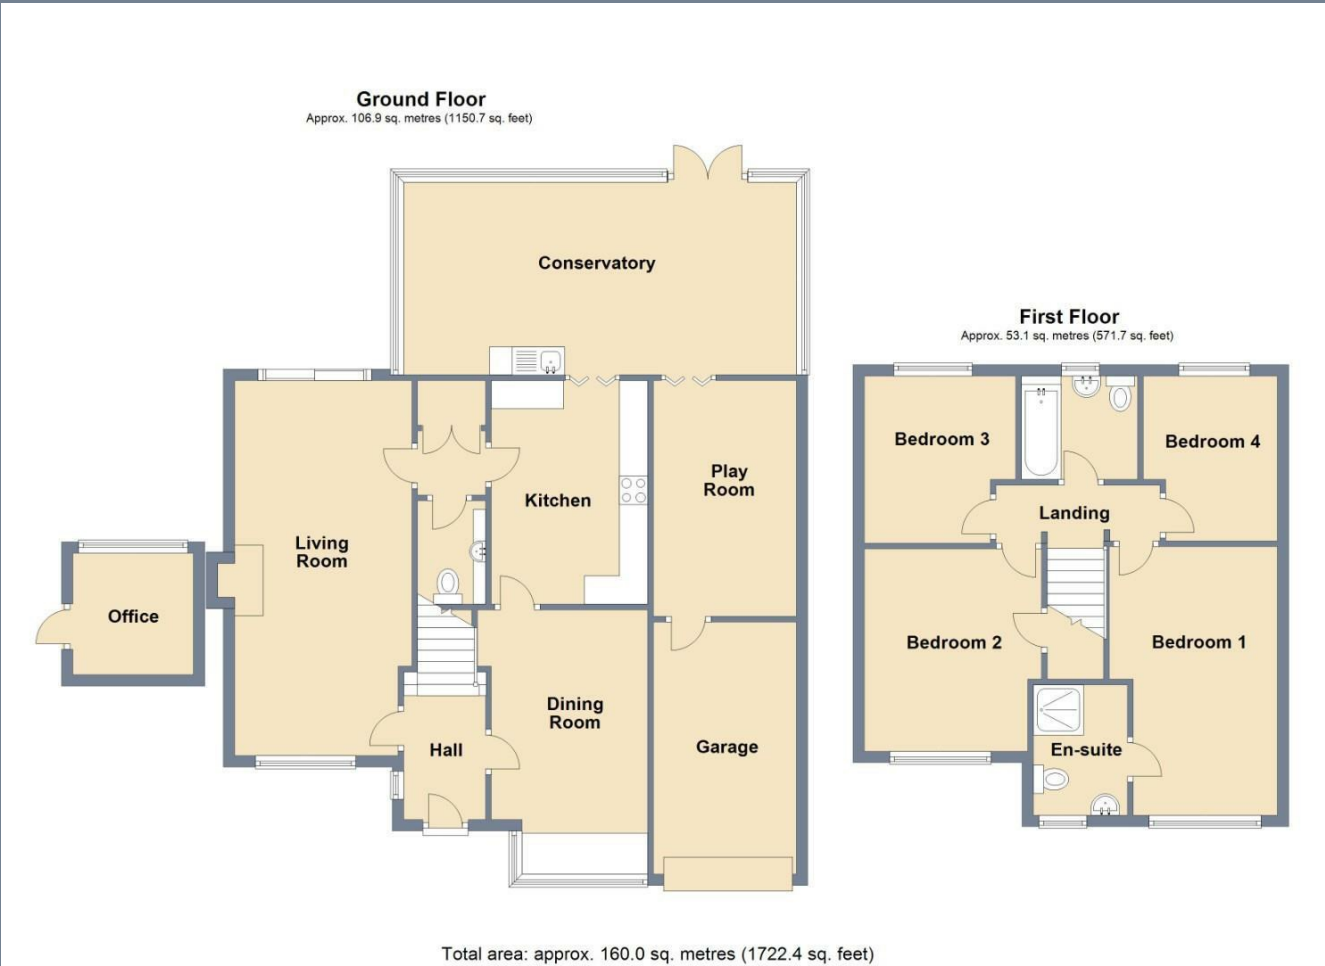 Ground Floor
Approx. 106.9 sq. metres (1150.7 sq. feet)
Conservatory
Kitchen
Play
Room
Living
Room
Office
Dining
Room
Hall
Garage
First Floor
Approx. 53.1 sq. metres (571.7 sq. feet)
Bedroom 3
Bedroom 4
Landing
Bedroom 2
Bedroom 1
En-suite
Total area: approx. 160.0 sq. metres (1722.4 sq. feet)